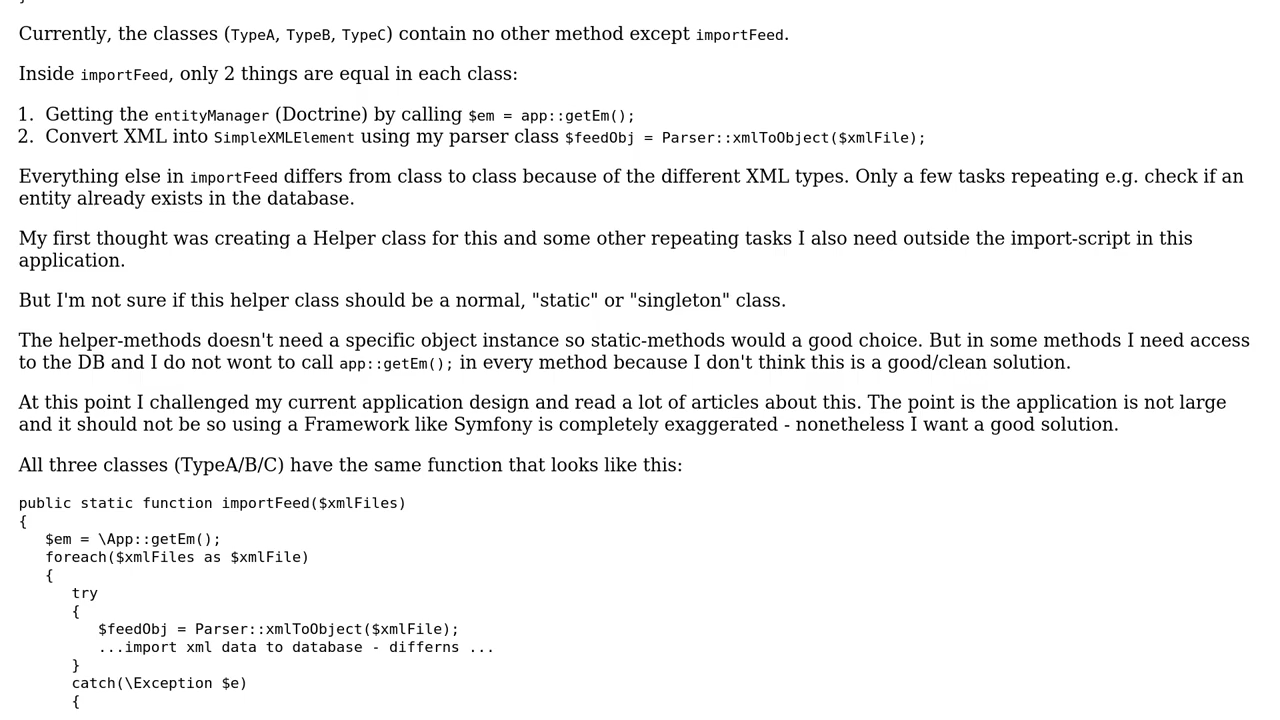 }
Currently, the classes (TypeA, TypeB, TypeC) contain no other method except importFeed.
Inside importFeed, only 2 things are equal in each class:
1. Getting the entityManager (Doctrine) by calling $em = app::getEm();
2. Convert XML into SimpleXMLElement using my parser class $feedObj = Parser::xmlToObject($xmlFile);
Everything else in importFeed differs from class to class because of the different XML types. Only a few tasks repeating e.g. check if an
entity already exists in the database.
My first thought was creating a Helper class for this and some other repeating tasks I also need outside the import-script in this
application.
But I'm not sure if this helper class should be a normal, "static" or "singleton" class.
The helper-methods doesn't need a specific object instance so static-methods would a good choice. But in some methods I need access
to the DB and I do not wont to call app::getEm(); in every method because I don't think this is a good/clean solution.
At this point I challenged my current application design and read a lot of articles about this. The point is the application is not large
and it should not be so using a Framework like Symfony is completely exaggerated - nonetheless I want a good solution.
All three classes (TypeA/B/C) have the same function that looks like this:
public static function importFeed($xmlFiles)
{
   $em = \App::getEm();
   foreach($xmlFiles as $xmlFile)
   {
      try
      {
         $feedObj = Parser::xmlToObject($xmlFile);
         ...import xml data to database - differns ...
      }
      catch(\Exception $e)
      {